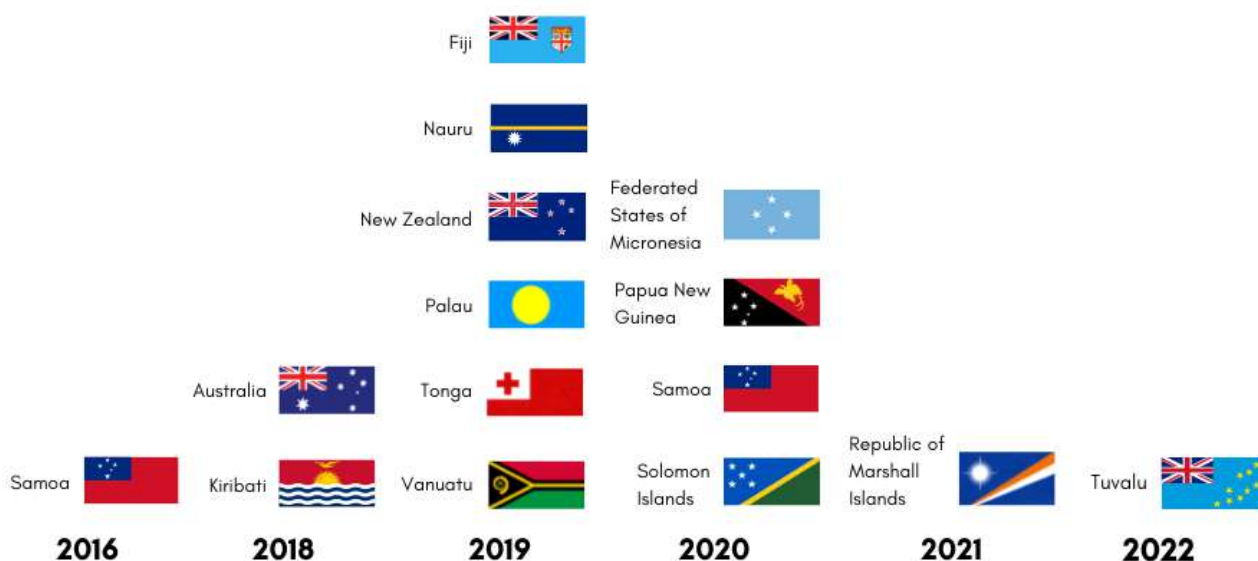 Fiji
Nauru
New Zealand
Federated
States of
Micronesia
Palau
Papua New
Guinea
Australia
Tonga
Samoa
Samoa
Kiribati
Vanuatu
Solomon
Islands
Republic of
Marshall
Islands
Tuvalu
2016 2018 2019 2020 2021 2022